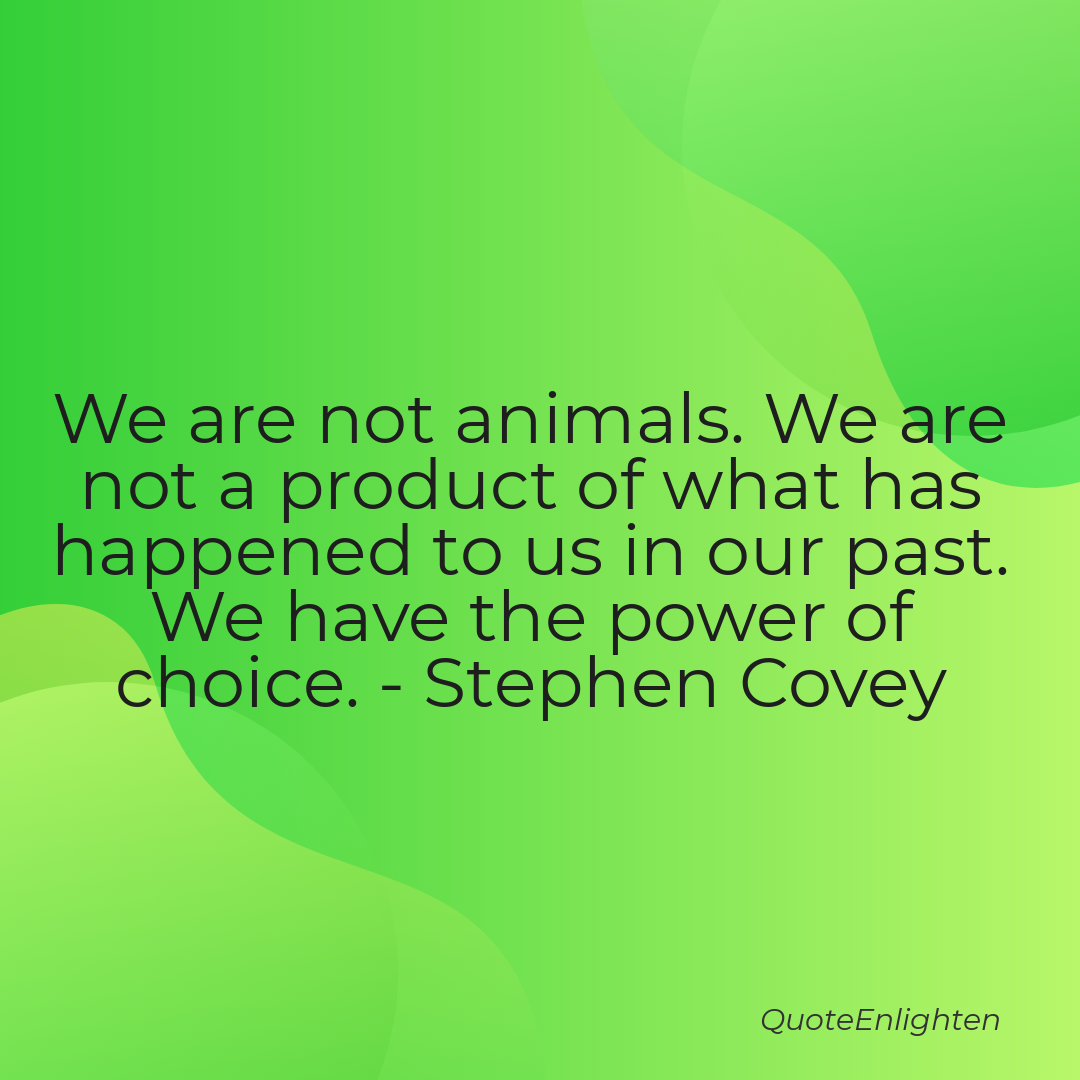 We are not animals. We are
not a product of what has
happened to us in our past.
We have the power of
choice. - Stephen Covey
QuoteEnlighten